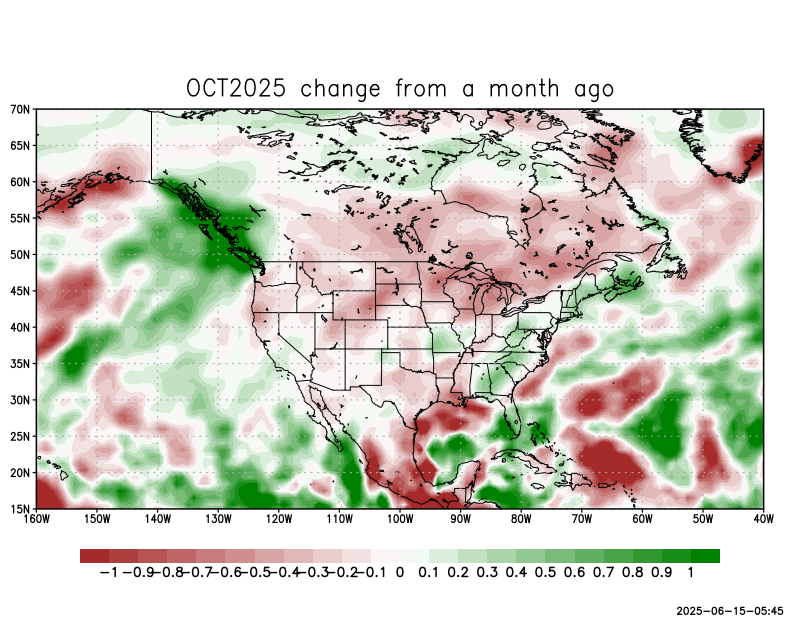 OCT2025 change from a month ago
70N
65N
60N
55N
50N
45N
40N
35N
30N
25N
20N
15N
160W 150W 140W 130W 120W 110W 100W 90W 80W 70W 60W 50W 40W
-1 -0.9 -0.8 -0.7 -0.6 -0.5 -0.4 -0.3 -0.2 -0.1 0 0.1 0.2 0.3 0.4 0.5 0.6 0.7 0.8 0.9 1
2025-06-15-05:45